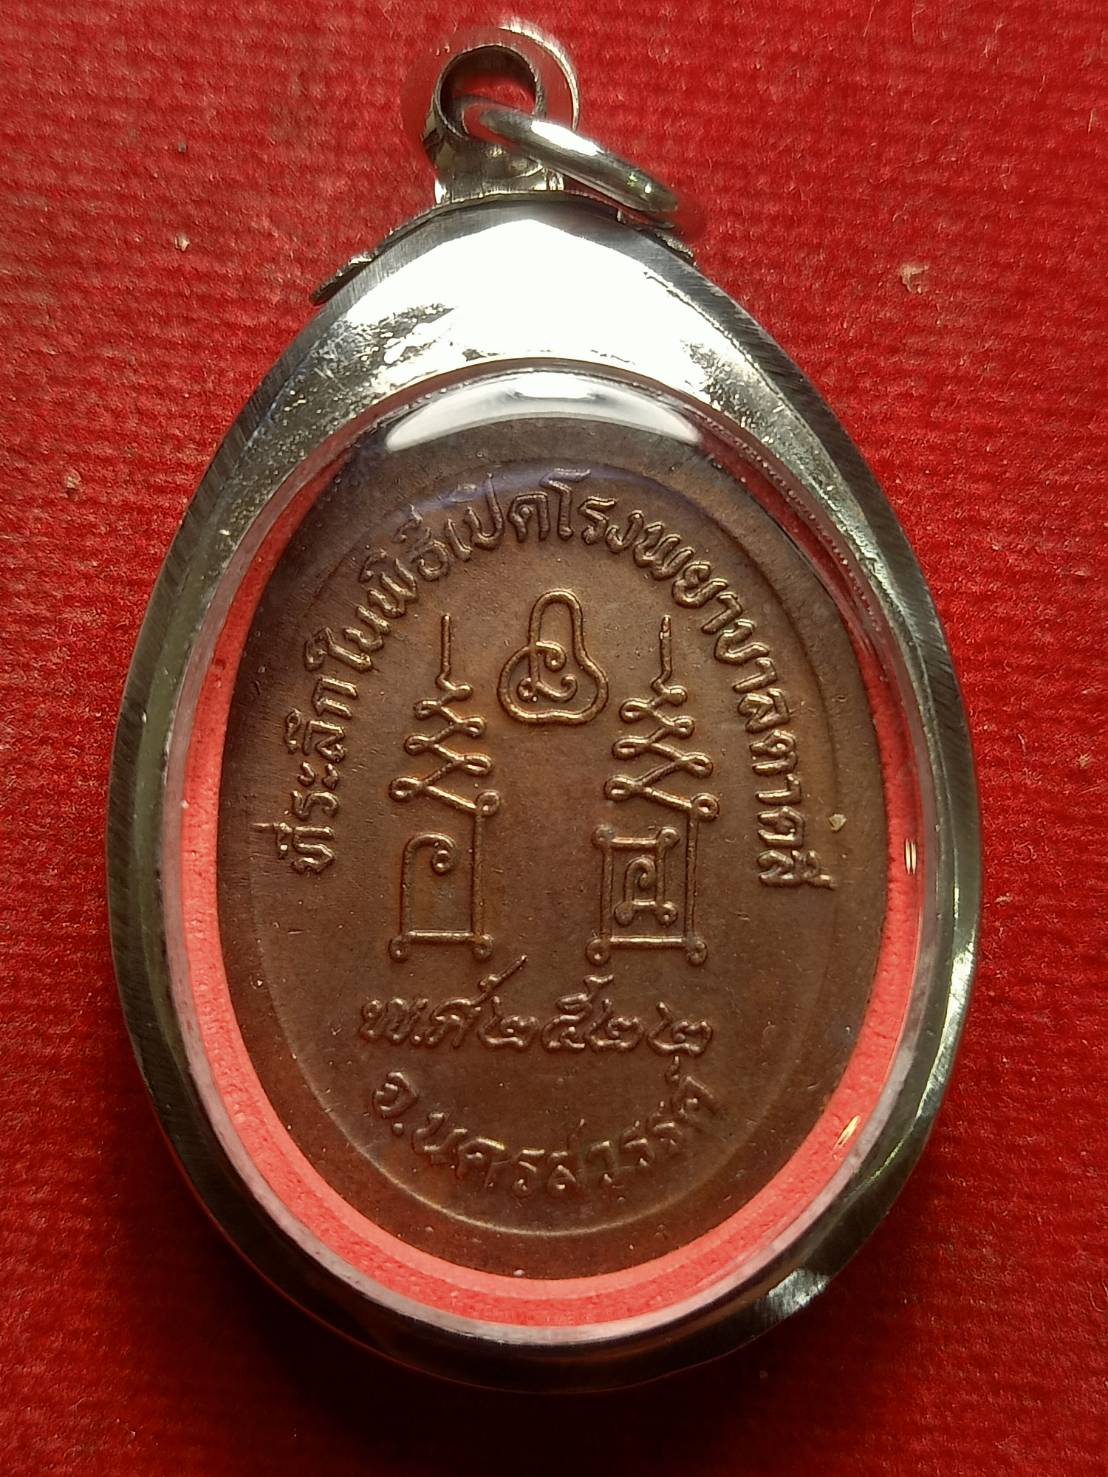 ที่ระลึกในพิธีเปิดโรงพยาบาลตาคลี
พ.ศ ๒๕๒๒
จ.นครสวรรค์